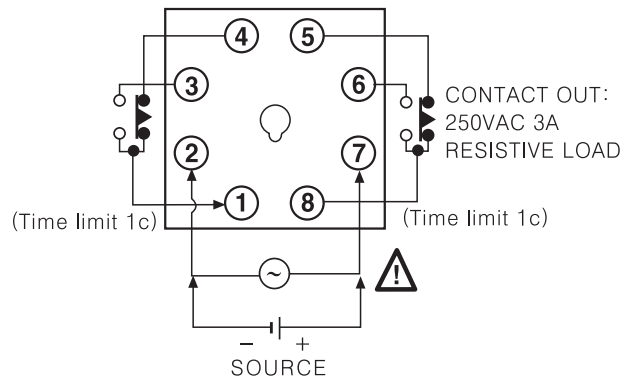 4 5
3 6
CONTACT OUT:
250VAC 3A
RESISTIVE LOAD
2 7
1 8
(Time limit 1c) (Time limit 1c)
~
!
− +
SOURCE